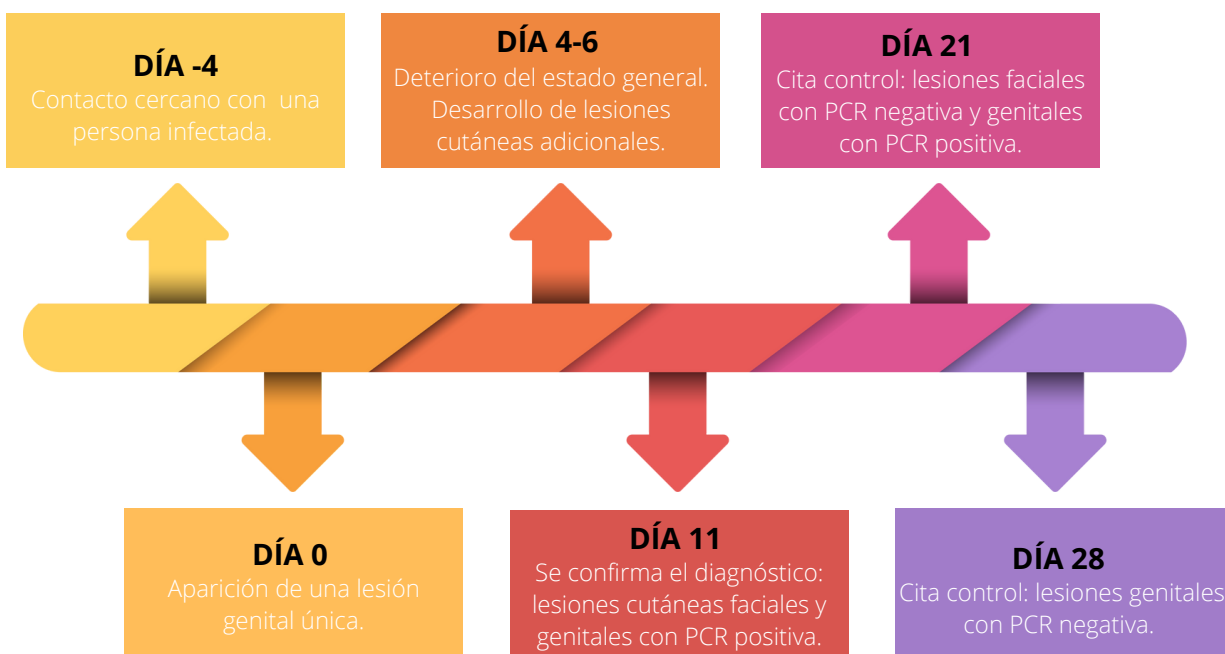 DÍA -4
Contacto cercano con una
persona infectada.
DÍA 4-6
Deterioro del estado general.
Desarrollo de lesiones
cutáneas adicionales.
DÍA 21
Cita control: lesiones faciales
con PCR negativa y genitales
con PCR positiva.
DÍA 0
Aparición de una lesión
genital única.
DÍA 11
Se confirma el diagnóstico:
lesiones cutáneas faciales y
genitales con PCR positiva.
DÍA 28
Cita control: lesiones genitales
con PCR negativa.